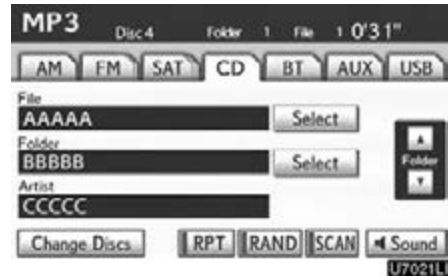 MP3 Disc 4 Folder 1 File 1 0'31"
AM FM SAT CD BT AUX USB
File
AAAAA Select
Folder
BBBBB Select
Folder
Artist
CCCCC
Change Discs RPT RAND SCAN Sound
U7021L